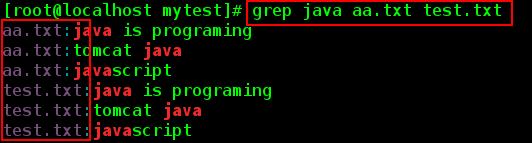 [root@localhost mytest]# grep java aa.txt test.txt
aa.txt:java is programing
aa.txt:tomcat java
aa.txt:javascript
test.txt:java is programing
test.txt:tomcat java
test.txt:javascript